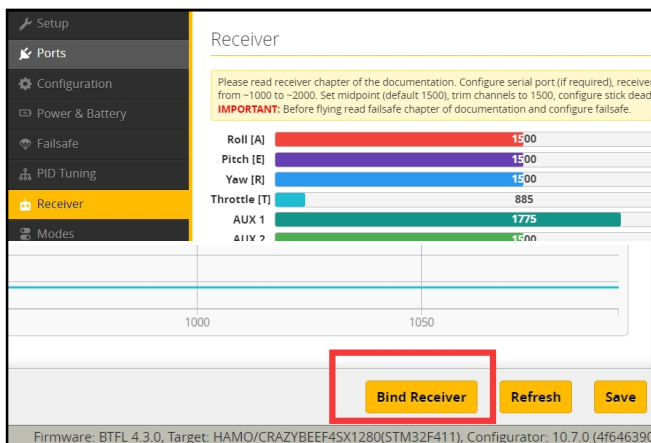 Setup
Ports
Configuration
Power & Battery
Failsafe
PID Tuning
Receiver
Modes
Receiver
Please read receiver chapter of the documentation. Configure serial port (if required), receiver
from ~1000 to ~2000. Set midpoint (default 1500), trim channels to 1500, configure stick dead
IMPORTANT: Before flying read failsafe chapter of documentation and configure failsafe.
Roll [A] 1500
Pitch [E] 1500
Yaw [R] 1500
Throttle [T] 885
AUX 1 1775
AUX 2 1500
1000 1050
Bind Receiver Refresh Save
Firmware: BTFL 4.3.0, Target: HAMO/CRAZYBEEF4SX1280(STM32F411), Configurator: 10.7.0 (4f646390